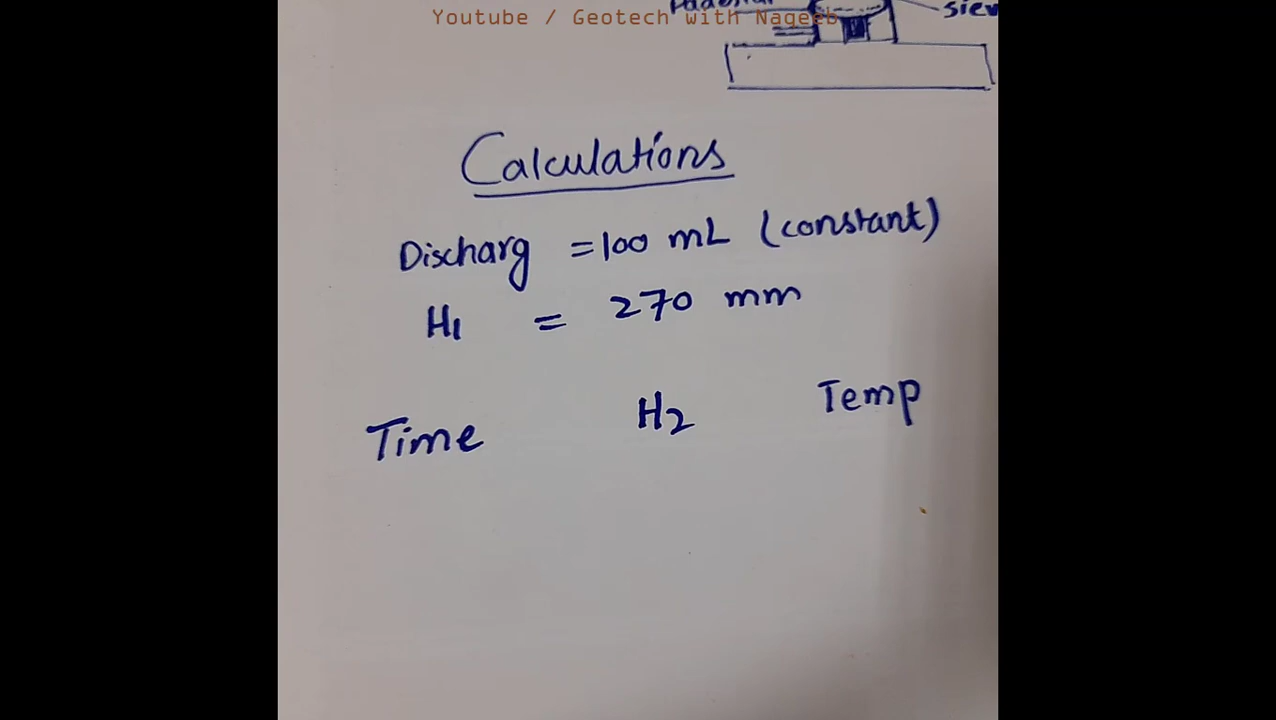 Youtube / Geotech with Nageeb
Calculations
Discharg = 100 mL (constant)
H1 = 270 mm
Time H2 Temp